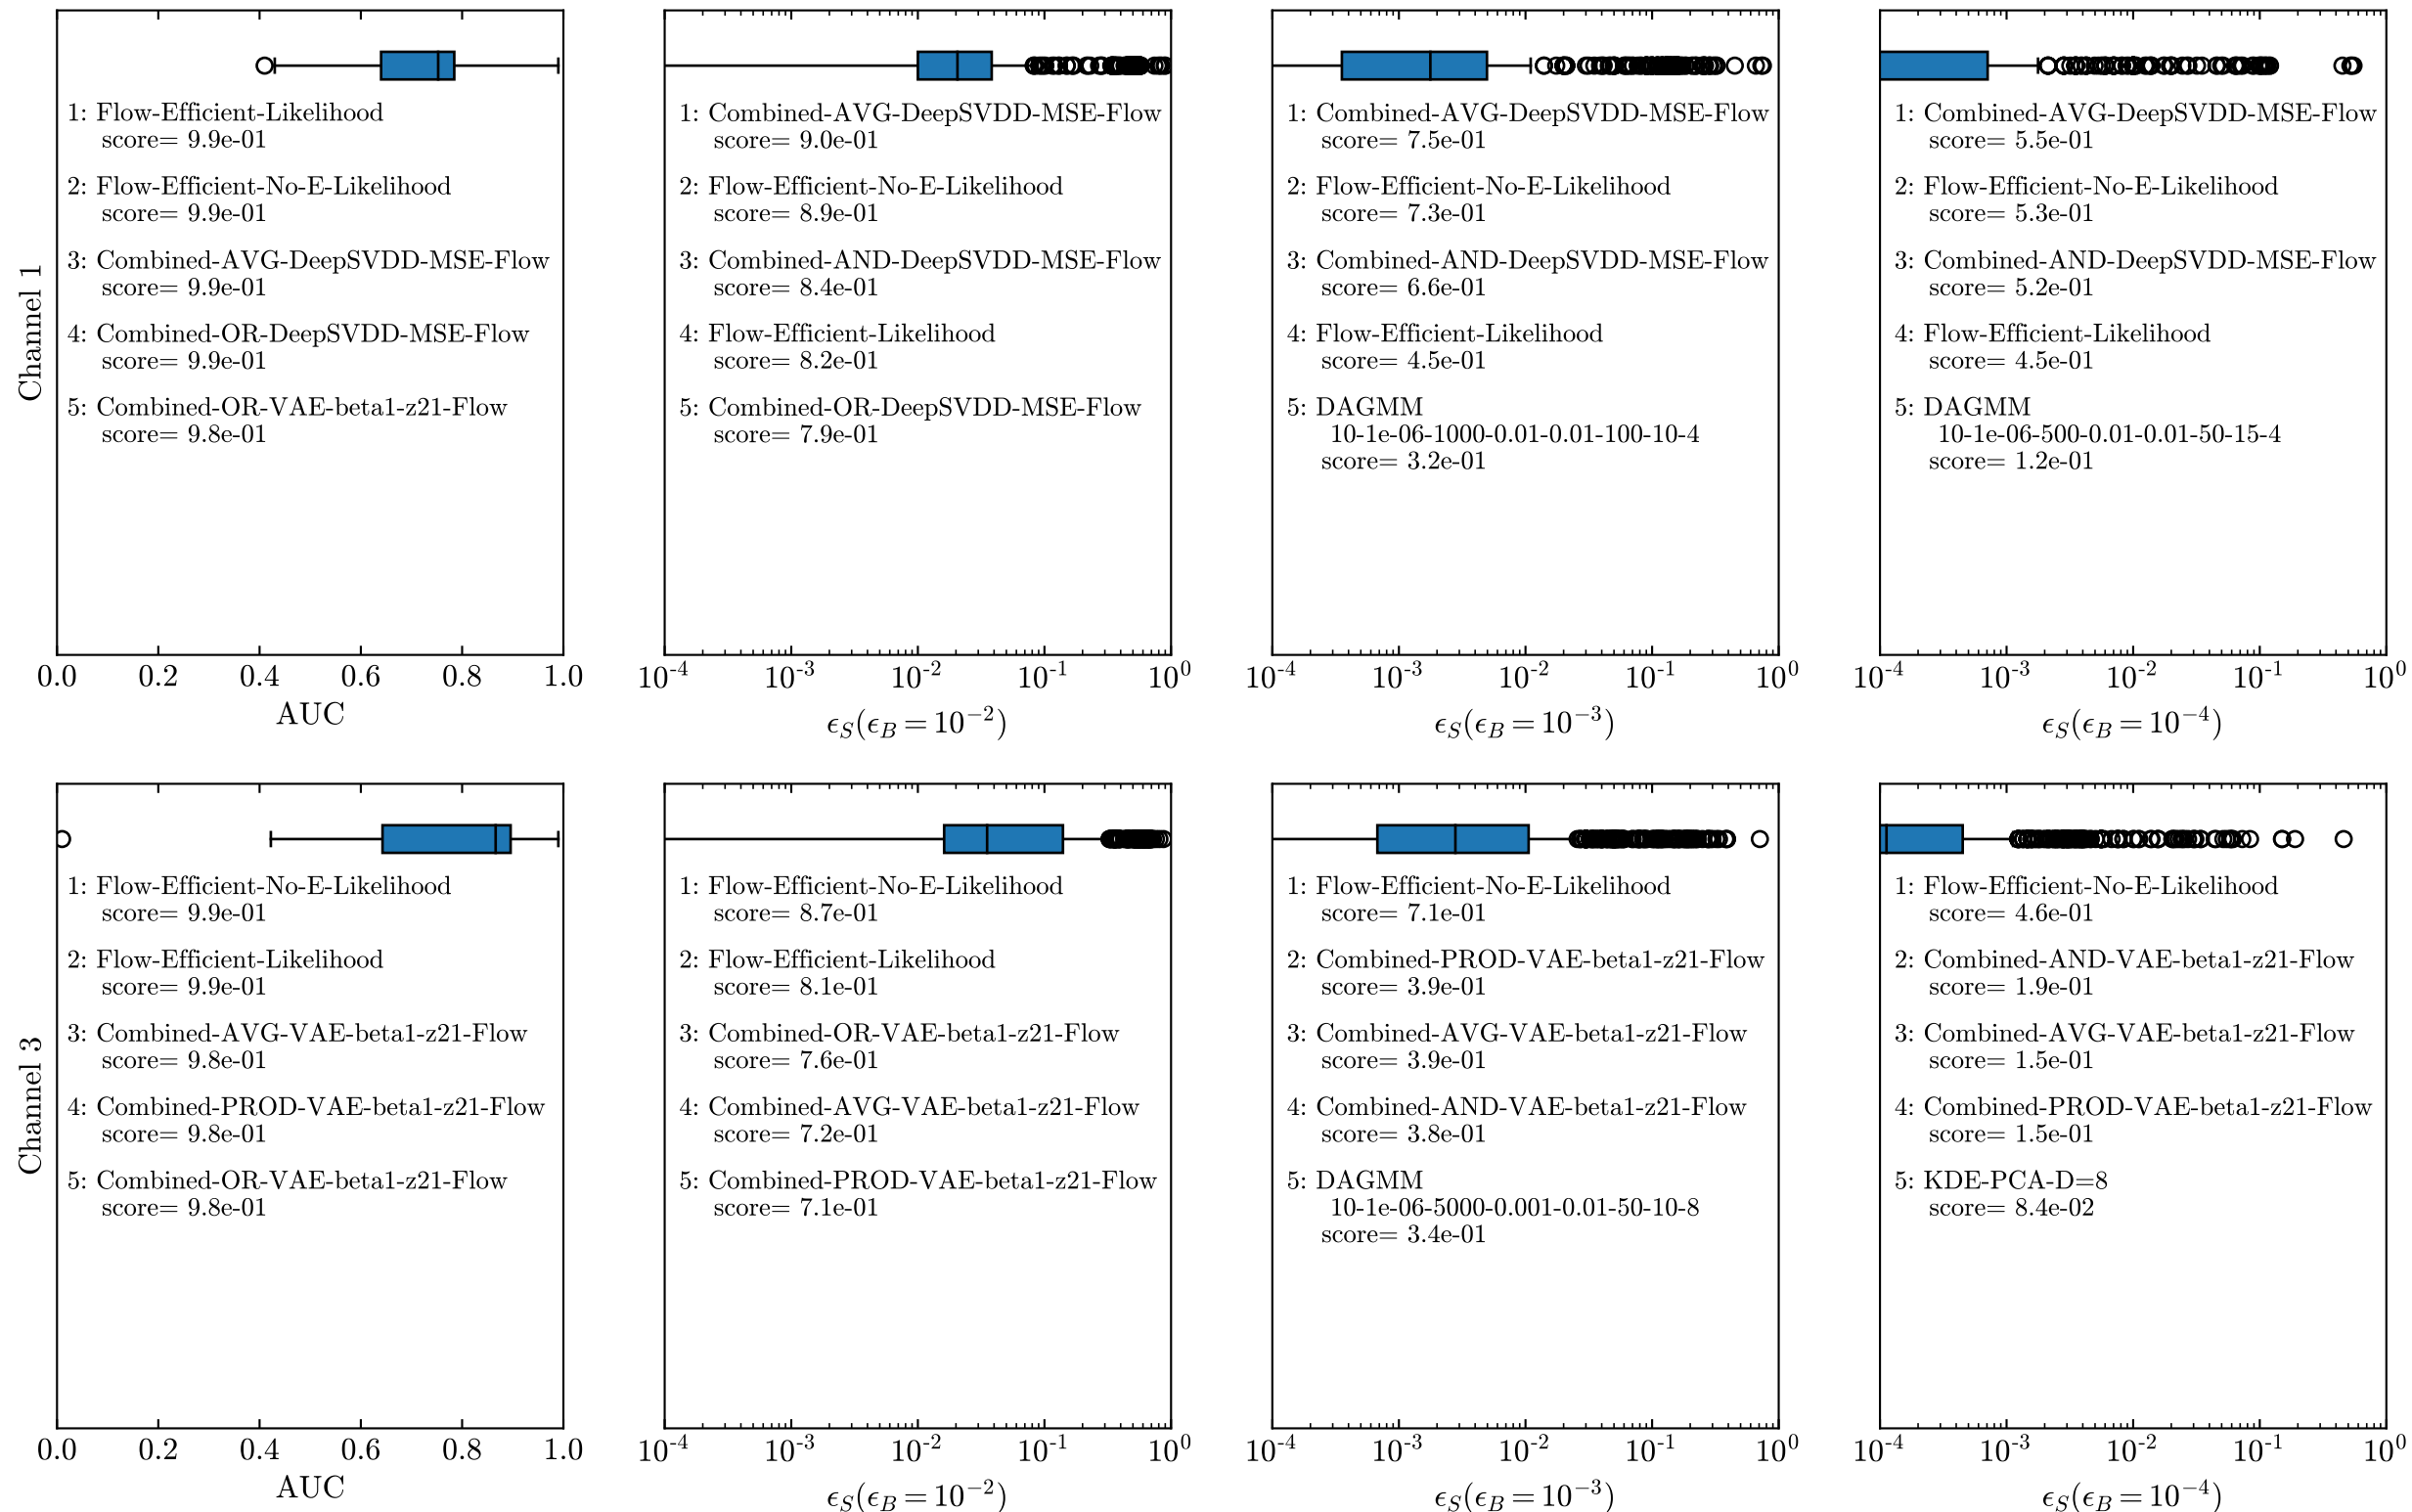 Channel 1
1: Flow-Efficient-Likelihood
score= 9.9e-01
2: Flow-Efficient-No-E-Likelihood
score= 9.9e-01
3: Combined-AVG-DeepSVDD-MSE-Flow
score= 9.9e-01
4: Combined-OR-DeepSVDD-MSE-Flow
score= 9.9e-01
5: Combined-OR-VAE-beta1-z21-Flow
score= 9.8e-01
0.0 0.2 0.4 0.6 0.8 1.0
AUC
1: Combined-AVG-DeepSVDD-MSE-Flow
score= 9.0e-01
2: Flow-Efficient-No-E-Likelihood
score= 8.9e-01
3: Combined-AND-DeepSVDD-MSE-Flow
score= 8.4e-01
4: Flow-Efficient-Likelihood
score= 8.2e-01
5: Combined-OR-DeepSVDD-MSE-Flow
score= 7.9e-01
10^-4 10^-3 10^-2 10^-1 10^0
ϵ_S(ϵ_B = 10^−2)
1: Combined-AVG-DeepSVDD-MSE-Flow
score= 7.5e-01
2: Flow-Efficient-No-E-Likelihood
score= 7.3e-01
3: Combined-AND-DeepSVDD-MSE-Flow
score= 6.6e-01
4: Flow-Efficient-Likelihood
score= 4.5e-01
5: DAGMM
10-1e-06-1000-0.01-0.01-100-10-4
score= 3.2e-01
10^-4 10^-3 10^-2 10^-1 10^0
ϵ_S(ϵ_B = 10^−3)
1: Combined-AVG-DeepSVDD-MSE-Flow
score= 5.5e-01
2: Flow-Efficient-No-E-Likelihood
score= 5.3e-01
3: Combined-AND-DeepSVDD-MSE-Flow
score= 5.2e-01
4: Flow-Efficient-Likelihood
score= 4.5e-01
5: DAGMM
10-1e-06-500-0.01-0.01-50-15-4
score= 1.2e-01
10^-4 10^-3 10^-2 10^-1 10^0
ϵ_S(ϵ_B = 10^−4)
Channel 3
1: Flow-Efficient-No-E-Likelihood
score= 9.9e-01
2: Flow-Efficient-Likelihood
score= 9.9e-01
3: Combined-AVG-VAE-beta1-z21-Flow
score= 9.8e-01
4: Combined-PROD-VAE-beta1-z21-Flow
score= 9.8e-01
5: Combined-OR-VAE-beta1-z21-Flow
score= 9.8e-01
0.0 0.2 0.4 0.6 0.8 1.0
AUC
1: Flow-Efficient-No-E-Likelihood
score= 8.7e-01
2: Flow-Efficient-Likelihood
score= 8.1e-01
3: Combined-OR-VAE-beta1-z21-Flow
score= 7.6e-01
4: Combined-AVG-VAE-beta1-z21-Flow
score= 7.2e-01
5: Combined-PROD-VAE-beta1-z21-Flow
score= 7.1e-01
10^-4 10^-3 10^-2 10^-1 10^0
ϵ_S(ϵ_B = 10^−2)
1: Flow-Efficient-No-E-Likelihood
score= 7.1e-01
2: Combined-PROD-VAE-beta1-z21-Flow
score= 3.9e-01
3: Combined-AVG-VAE-beta1-z21-Flow
score= 3.9e-01
4: Combined-AND-VAE-beta1-z21-Flow
score= 3.8e-01
5: DAGMM
10-1e-06-5000-0.001-0.01-50-10-8
score= 3.4e-01
10^-4 10^-3 10^-2 10^-1 10^0
ϵ_S(ϵ_B = 10^−3)
1: Flow-Efficient-No-E-Likelihood
score= 4.6e-01
2: Combined-AND-VAE-beta1-z21-Flow
score= 1.9e-01
3: Combined-AVG-VAE-beta1-z21-Flow
score= 1.5e-01
4: Combined-PROD-VAE-beta1-z21-Flow
score= 1.5e-01
5: KDE-PCA-D=8
score= 8.4e-02
10^-4 10^-3 10^-2 10^-1 10^0
ϵ_S(ϵ_B = 10^−4)